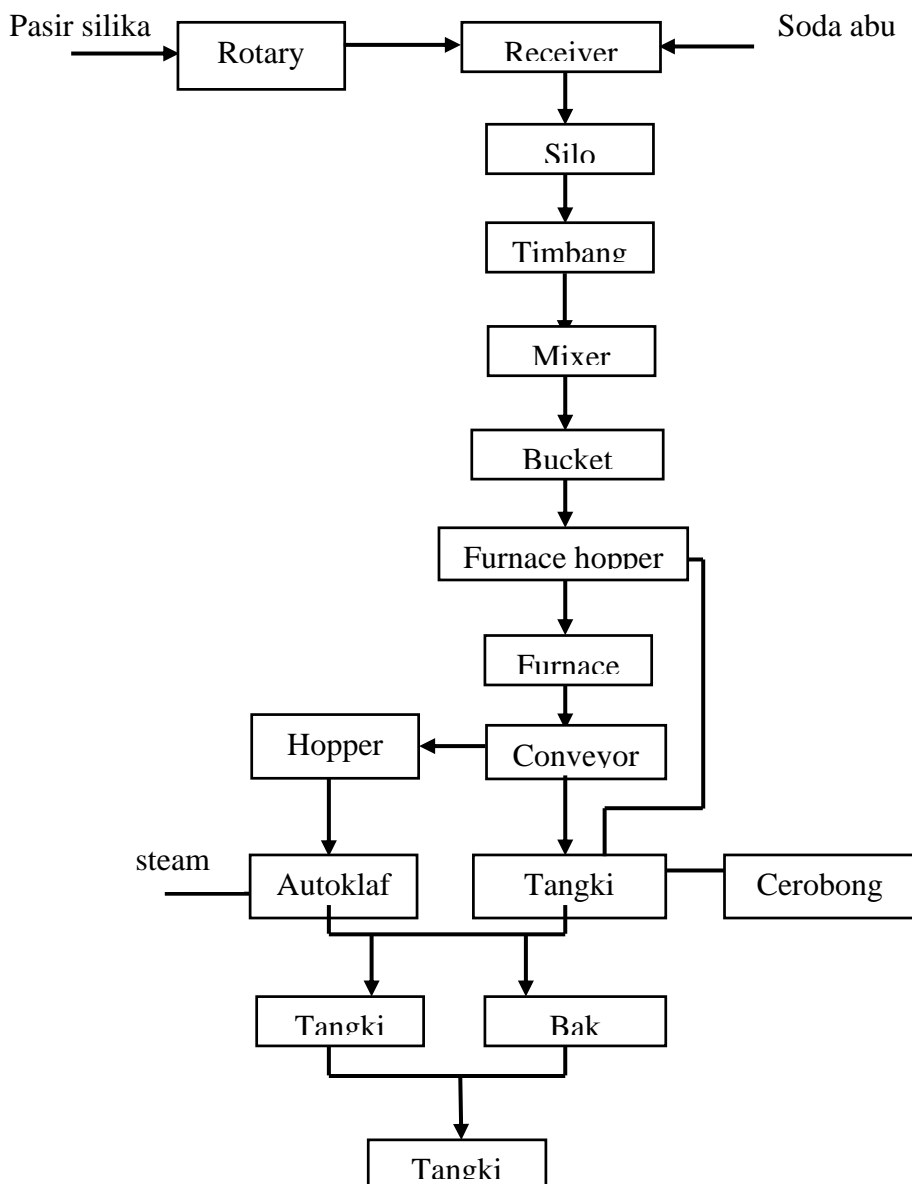 Pasir silika
Soda abu
Rotary
Receiver
Silo
Timbang
Mixer
Bucket
Furnace hopper
Furnace
Hopper
Conveyor
steam
Autoklaf
Tangki
Cerobong
Tangki
Bak
Tangki